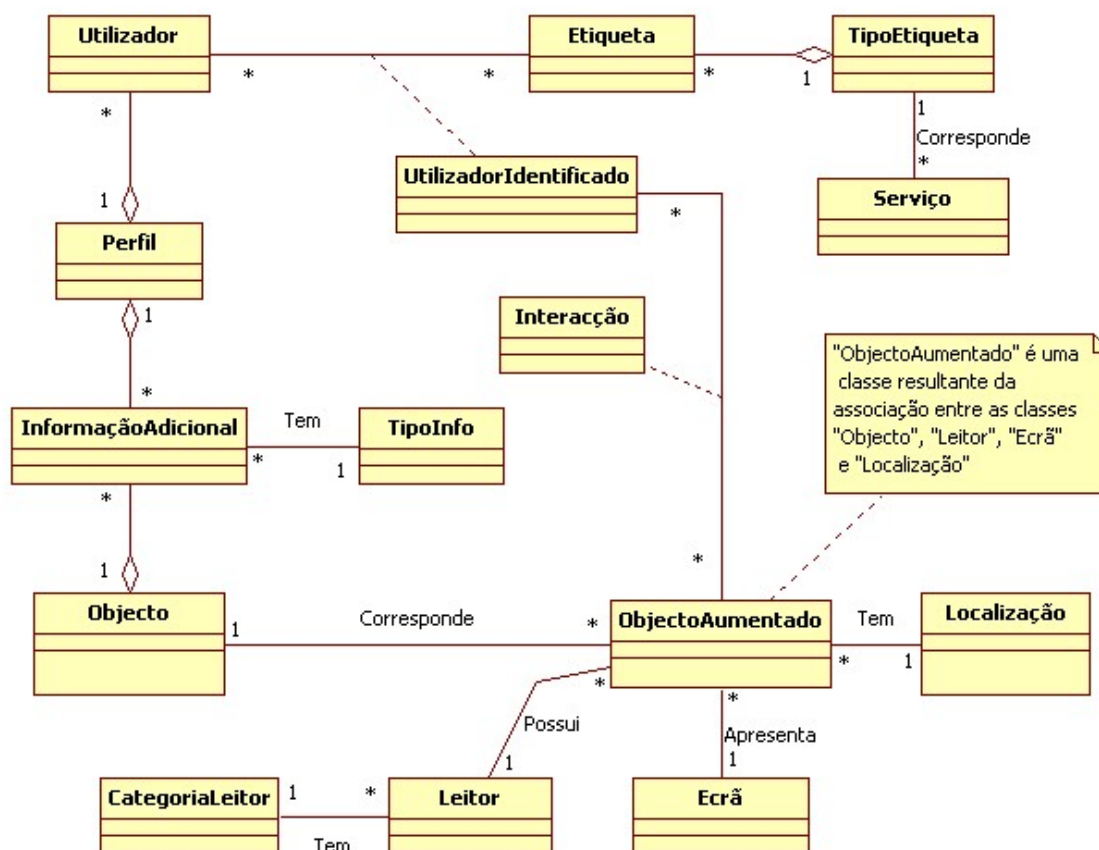 Utilizador
Etiqueta
TipoEtiqueta
*
*
*
1
*
1
Corresponde
*
UtilizadorIdentificado
Serviço
*
1
Perfil
1
Interacção
"ObjectoAumentado" é uma
classe resultante da
associação entre as classes
"Objecto", "Leitor", "Ecrã"
e "Localização"
*
InformaçãoAdicional
Tem
TipoInfo
*
1
*
*
1
Objecto
Corresponde
ObjectoAumentado
Tem
Localização
1
*
*
1
*
*
Possui
Apresenta
1
1
CategoriaLeitor
1
*
Leitor
Ecrã
Tem